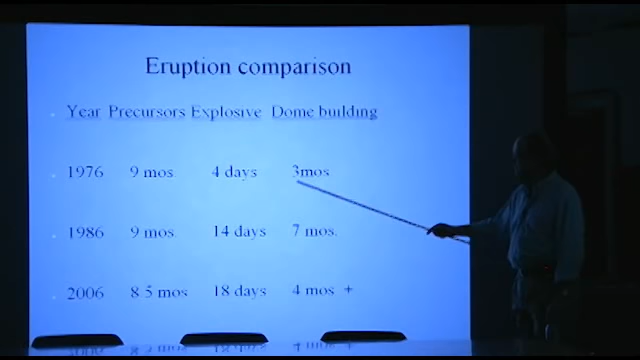 Eruption comparison
Year Precursors Explosive Dome building
1976 9 mos 4 days 3mos
1986 9 mos. 14 days 7 mos.
2006 8.5 mos 18 days 4 mos +